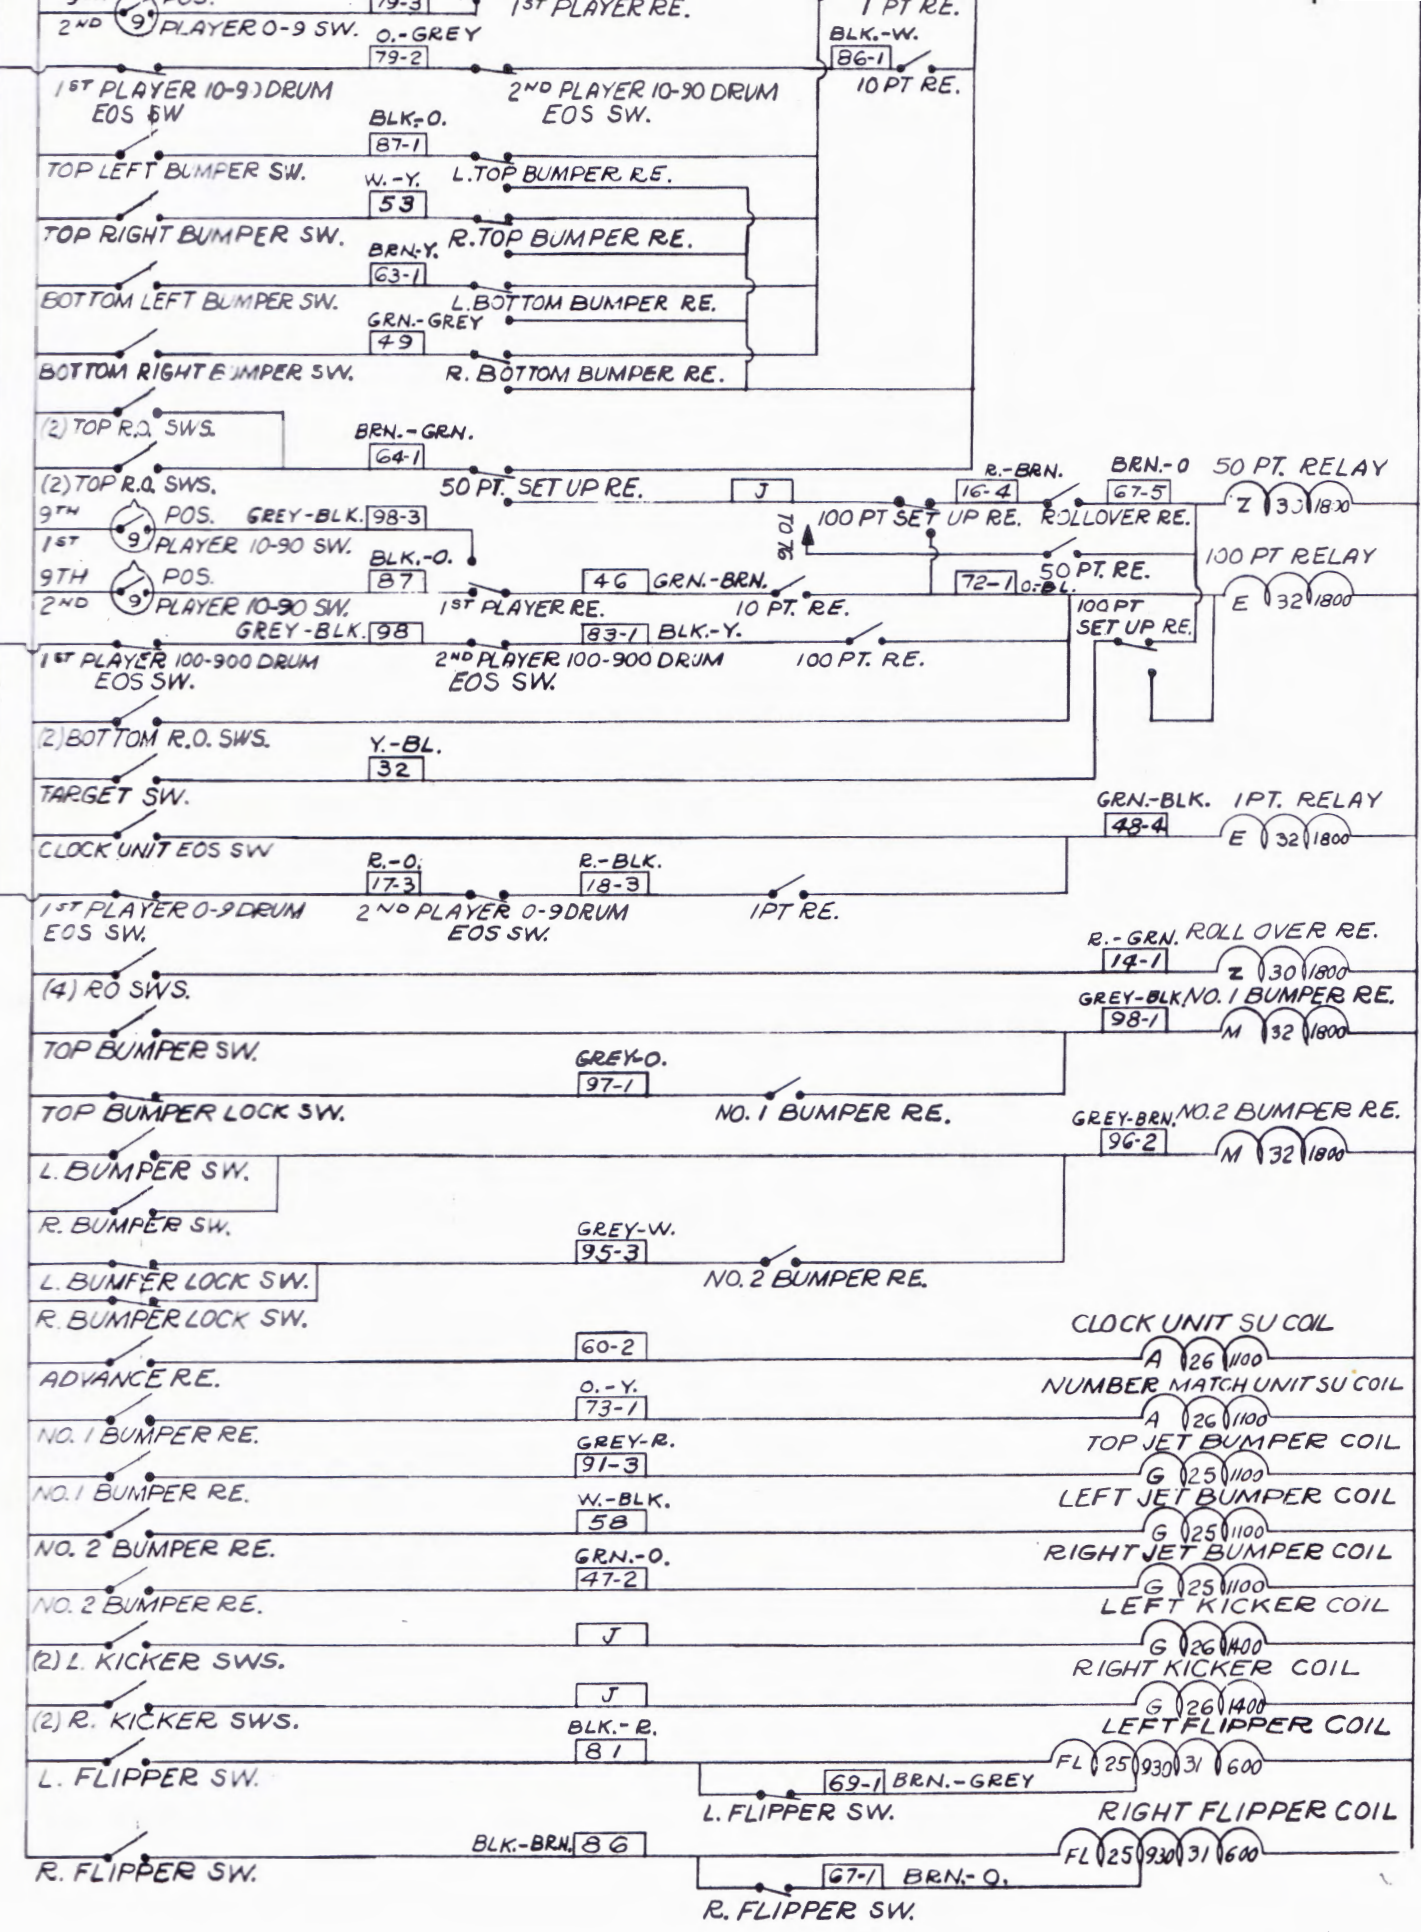 79-3 1ST PLAYER RE. 1 PT RE.
2ND 9 PLAYER 0-9 SW. O.-GREY BLK.-W.
79-2 86-1
1ST PLAYER 10-90 DRUM 2ND PLAYER 10-90 DRUM 10 PT RE.
EOS SW EOS SW.
BLK.-O.
87-1
TOP LEFT BUMPER SW. L.TOP BUMPER RE.
W.-Y.
53
TOP RIGHT BUMPER SW. R.TOP BUMPER RE.
BRN-Y.
63-1
BOTTOM LEFT BUMPER SW. L.BOTTOM BUMPER RE.
GRN.-GREY
49
BOTTOM RIGHT BUMPER SW. R. BOTTOM BUMPER RE.
(2) TOP R.O. SWS.
BRN.-GRN.
64-1
(2) TOP R.O. SWS. 50 PT. SET UP RE.
R.-BRN. BRN.-O 50 PT. RELAY
J 16-4 67-5 Z 30 1800
100 PT SET UP RE. ROLLOVER RE.
9TH POS. GREY-BLK. 98-3
1ST 9 PLAYER 10-90 SW.
TO 76
50 PT. RE.
100 PT RELAY
9TH POS. BLK.-O.
87 46 GRN.-BRN. 72-1 O.-BL. E 32 1800
2ND 9 PLAYER 10-90 SW. 1ST PLAYER RE. 10 PT. RE.
100 PT
SET UP RE.
GREY-BLK. 98 83-1 BLK.-Y.
1ST PLAYER 100-900 DRUM 2ND PLAYER 100-900 DRUM 100 PT. RE.
EOS SW. EOS SW.
(2) BOTTOM R.O. SWS.
Y.-BL.
32
TARGET SW.
GRN.-BLK. 1PT. RELAY
48-4 E 32 1800
CLOCK UNIT EOS SW
R.-O. R.-BLK.
17-3 18-3
1ST PLAYER 0-9 DRUM 2ND PLAYER 0-9 DRUM 1PT RE.
EOS SW. EOS SW.
R.-GRN. ROLL OVER RE.
14-1 Z 30 1800
(4) RO SWS.
GREY-BLK. NO. 1 BUMPER RE.
98-1 M 32 1800
TOP BUMPER SW.
GREY-O.
97-1
TOP BUMPER LOCK SW. NO. 1 BUMPER RE.
GREY-BRN. NO.2 BUMPER RE.
96-2 M 32 1800
L. BUMPER SW.
R. BUMPER SW.
GREY-W.
95-3
L. BUMPER LOCK SW. NO. 2 BUMPER RE.
R. BUMPER LOCK SW.
CLOCK UNIT SU COIL
60-2 A 26 1100
ADVANCE RE.
O.-Y. NUMBER MATCH UNIT SU COIL
73-1 A 26 1100
NO. 1 BUMPER RE.
GREY-R. TOP JET BUMPER COIL
91-3 G 25 1100
NO. 1 BUMPER RE.
W.-BLK. LEFT JET BUMPER COIL
58 G 25 1100
NO. 2 BUMPER RE.
GRN.-O. RIGHT JET BUMPER COIL
47-2 G 25 1100
NO. 2 BUMPER RE.
LEFT KICKER COIL
J G 26 1400
(2) L. KICKER SWS.
RIGHT KICKER COIL
J G 26 1400
(2) R. KICKER SWS.
BLK.-R. LEFT FLIPPER COIL
81 FL 25 930 31 600
L. FLIPPER SW.
69-1 BRN.-GREY
L. FLIPPER SW.
RIGHT FLIPPER COIL
BLK.-BRN. 86 FL 25 930 31 600
R. FLIPPER SW.
67-1 BRN.-O.
R. FLIPPER SW.